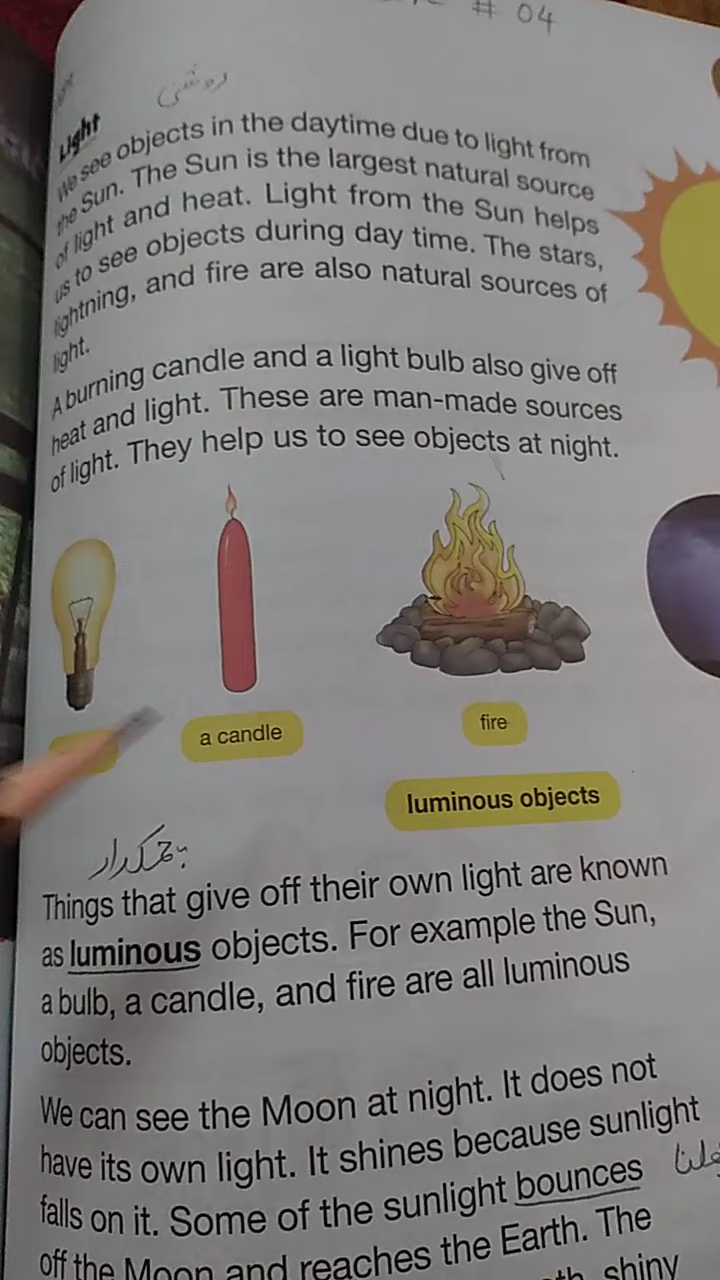 # 04
روشنی
Light
We see objects in the daytime due to light from
the Sun. The Sun is the largest natural source
of light and heat. Light from the Sun helps
us to see objects during day time. The stars,
lightning, and fire are also natural sources of
light.
A burning candle and a light bulb also give off
heat and light. These are man-made sources
of light. They help us to see objects at night.
a candle
fire
luminous objects
چمکدار
Things that give off their own light are known
as luminous objects. For example the Sun,
a bulb, a candle, and fire are all luminous
objects.
We can see the Moon at night. It does not
have its own light. It shines because sunlight
falls on it. Some of the sunlight bounces
off the Moon and reaches the Earth. The
shiny